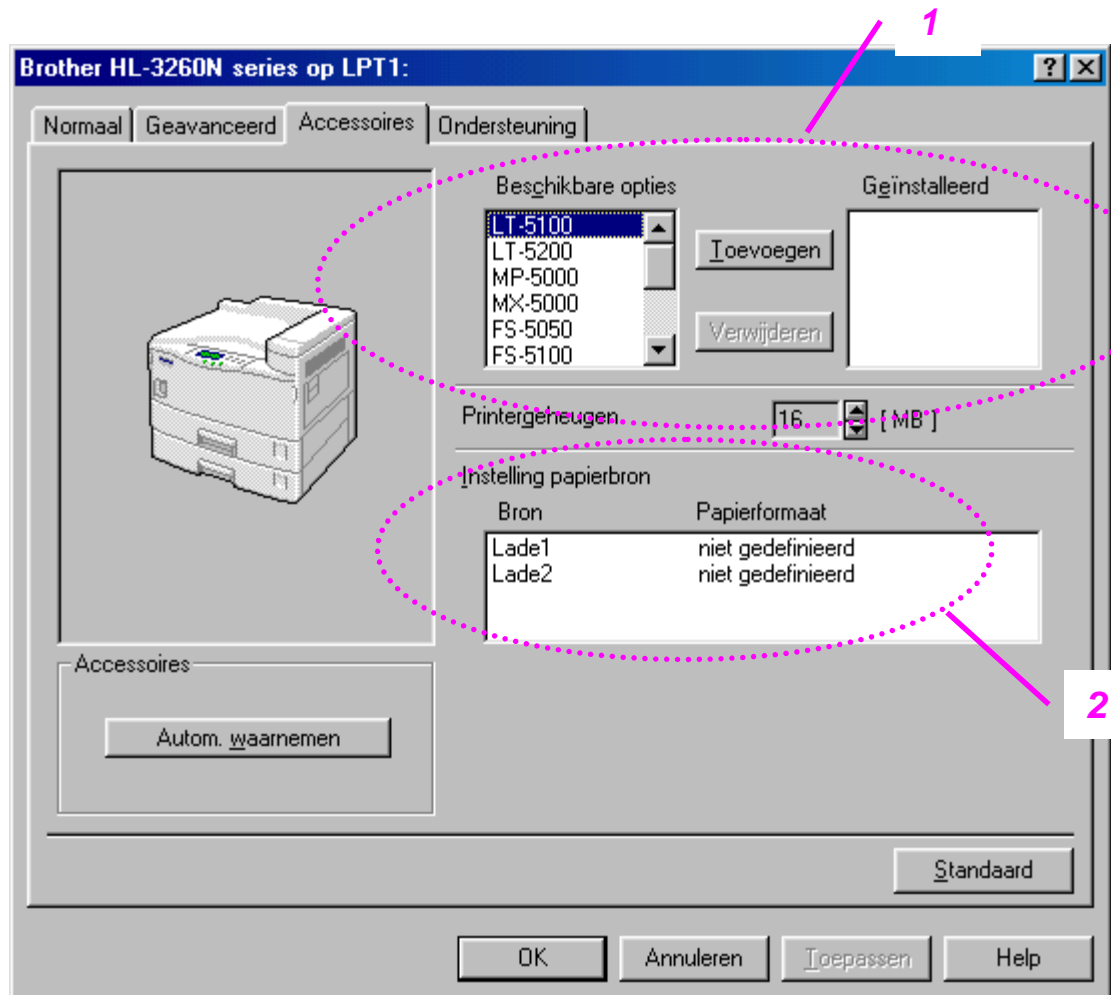 1
Brother HL-3260N series op LPT1:
Normaal Geavanceerd Accessoires Ondersteuning
Beschikbare opties Geïnstalleerd
LT-5100
LT-5200
MP-5000
MX-5000
FS-5050
FS-5100
Toevoegen
Verwijderen
Printergeheugen 16 [ MB ]
Instelling papierbron
Bron Papierformaat
Lade1 niet gedefinieerd
Lade2 niet gedefinieerd
2
Accessoires
Autom. waarnemen
Standaard
OK Annuleren Toepassen Help